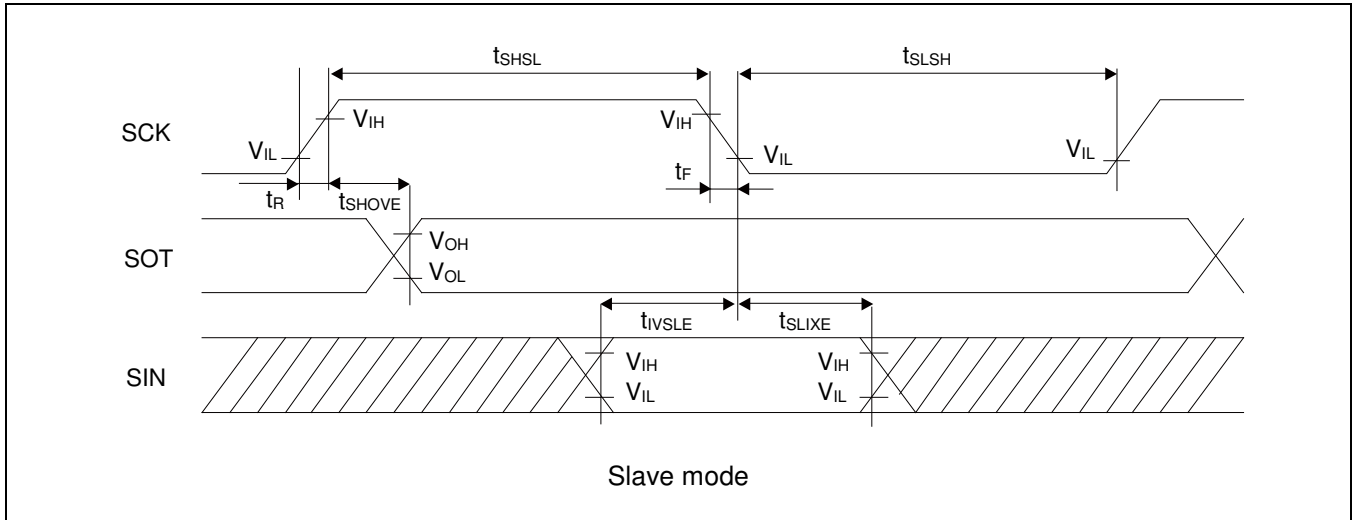 tSHSL
tSLSH
SCK
VIH
VIH
VIL
VIL
VIL
tR
tSHOVE
tF
SOT
VOH
VOL
tIVSLE
tSLIXE
SIN
VIH
VIH
VIL
VIL
Slave mode